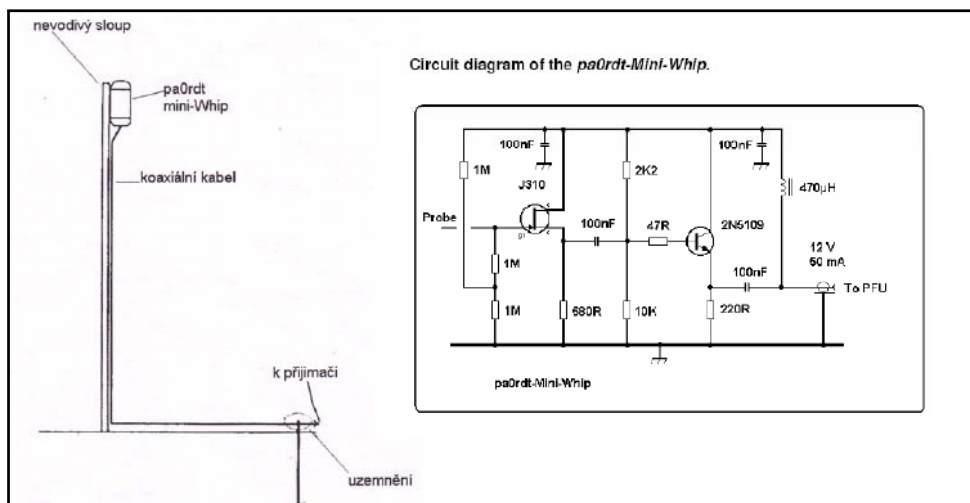 nevodivý sloup
pa0rdt
mini-Whip
koaxiální kabel
k přijimači
uzemnění
Circuit diagram of the pa0rdt-Mini-Whip.
100nF
100nF
1M
2K2
470µH
J310
Probe
100nF
47R
2N5109
12 V
50 mA
1M
100nF
To PFU
1M
680R
10K
220R
pa0rdt-Mini-Whip